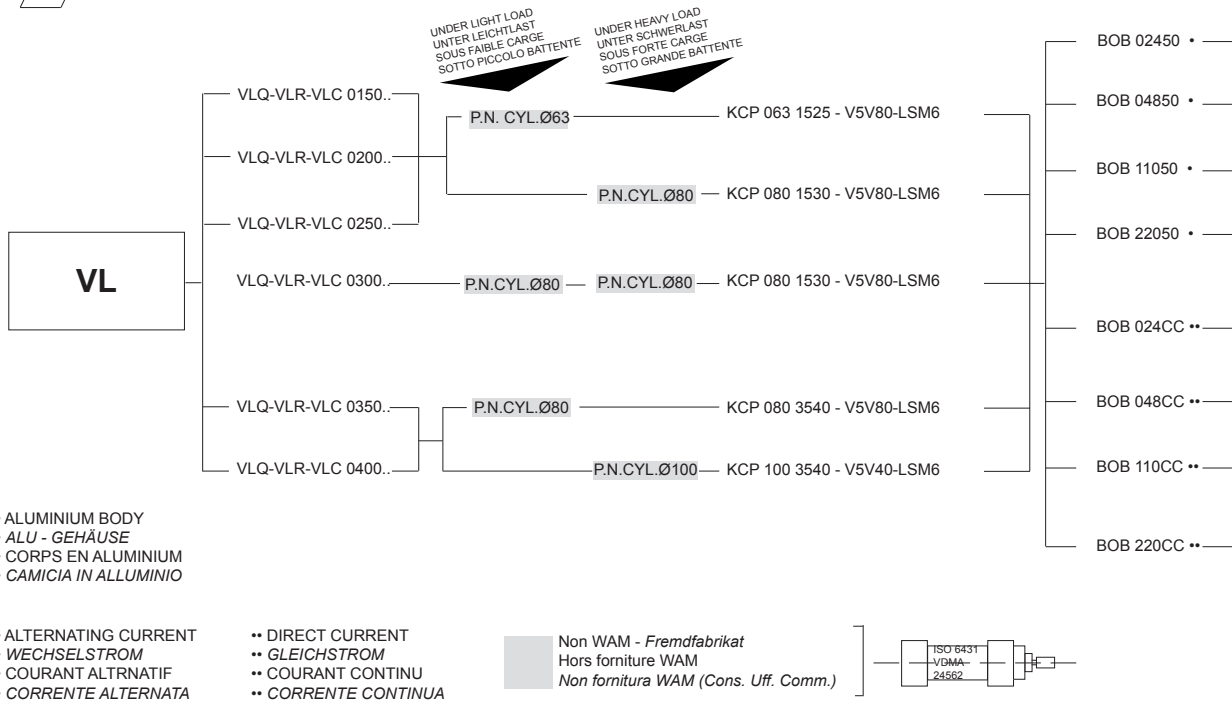 UNDER LIGHT LOAD
UNTER LEICHTLAST
SOUS FAIBLE CARGE
SOTTO PICCOLO BATTENTE
UNDER HEAVY LOAD
UNTER SCHWERLAST
SOUS FORTE CARGE
SOTTO GRANDE BATTENTE
VL
VLQ-VLR-VLC 0150..
VLQ-VLR-VLC 0200..
VLQ-VLR-VLC 0250..
VLQ-VLR-VLC 0300..
VLQ-VLR-VLC 0350..
VLQ-VLR-VLC 0400..
P.N. CYL.Ø63
KCP 063 1525 - V5V80-LSM6
P.N.CYL.Ø80
KCP 080 1530 - V5V80-LSM6
P.N.CYL.Ø80
P.N.CYL.Ø80
KCP 080 1530 - V5V80-LSM6
P.N.CYL.Ø80
KCP 080 3540 - V5V80-LSM6
P.N.CYL.Ø100
KCP 100 3540 - V5V40-LSM6
BOB 02450 •
BOB 04850 •
BOB 11050 •
BOB 22050 •
BOB 024CC ••
BOB 048CC ••
BOB 110CC ••
BOB 220CC ••
ALUMINIUM BODY
ALU - GEHÄUSE
CORPS EN ALUMINIUM
CAMICIA IN ALLUMINIO
ALTERNATING CURRENT
WECHSELSTROM
COURANT ALTRNATIF
CORRENTE ALTERNATA
•• DIRECT CURRENT
•• GLEICHSTROM
•• COURANT CONTINU
•• CORRENTE CONTINUA
Non WAM - Fremdfabrikat
Hors forniture WAM
Non fornitura WAM (Cons. Uff. Comm.)
ISO 6431
VDMA
24562